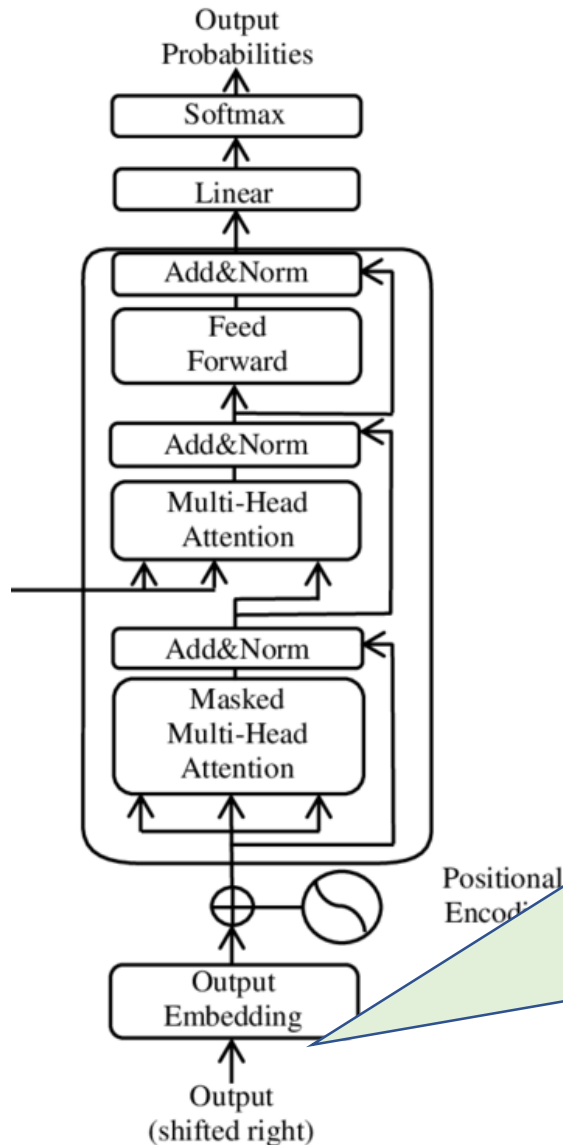 Output
Probabilities
Softmax
Linear
Add&Norm
Feed
Forward
Add&Norm
Multi-Head
Attention
Add&Norm
Masked
Multi-Head
Attention
Positional
Output
Embedding
Output
(shifted right)